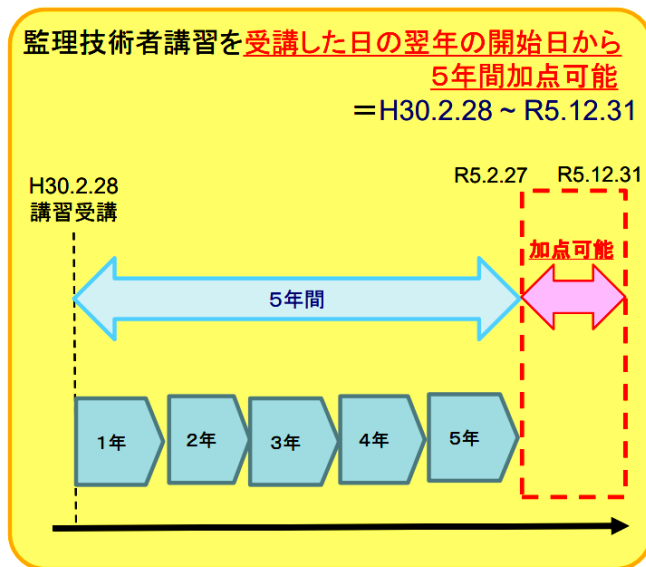 監理技術者講習を受講した日の翌年の開始日から
5年間加点可能
＝H30.2.28 ~ R5.12.31
H30.2.28
講習受講
R5.2.27
R5.12.31
加点可能
5年間
1年
2年
3年
4年
5年